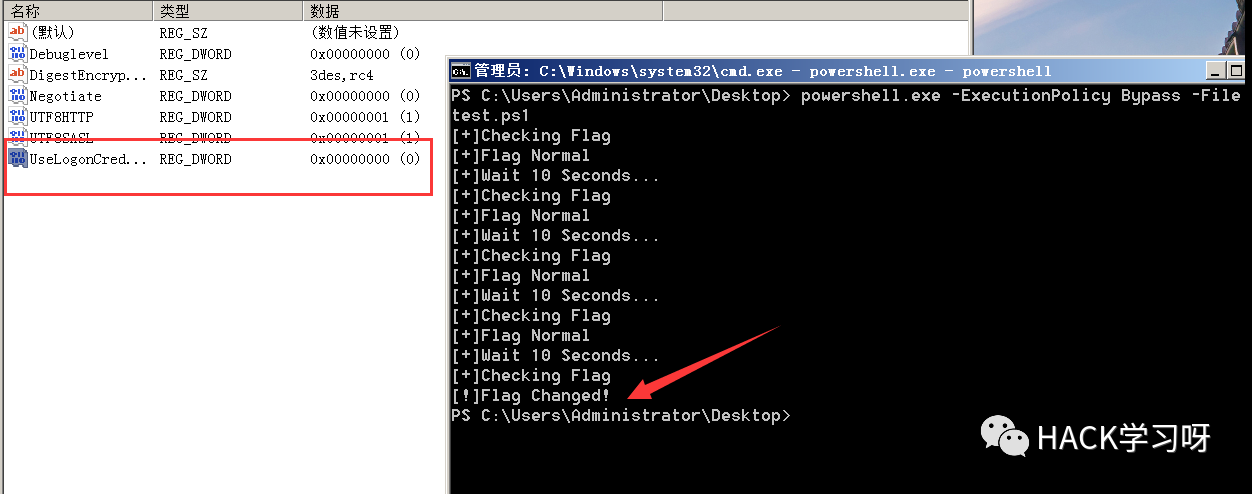 名称 类型 数据
(默认) REG_SZ (数值未设置)
Debuglevel REG_DWORD 0x00000000 (0)
DigestEncryp... REG_SZ 3des,rc4
Negotiate REG_DWORD 0x00000000 (0)
UTF8HTTP REG_DWORD 0x00000001 (1)
UTF8SASL REG_DWORD 0x00000001 (1)
UseLogonCred... REG_DWORD 0x00000000 (0)
管理员: C:\Windows\system32\cmd.exe - powershell.exe - powershell
PS C:\Users\Administrator\Desktop> powershell.exe -ExecutionPolicy Bypass -File
test.ps1
[+]Checking Flag
[+]Flag Normal
[+]Wait 10 Seconds...
[+]Checking Flag
[+]Flag Normal
[+]Wait 10 Seconds...
[+]Checking Flag
[+]Flag Normal
[+]Wait 10 Seconds...
[+]Checking Flag
[+]Flag Normal
[+]Wait 10 Seconds...
[+]Checking Flag
[!]Flag Changed!
PS C:\Users\Administrator\Desktop>
HACK学习呀